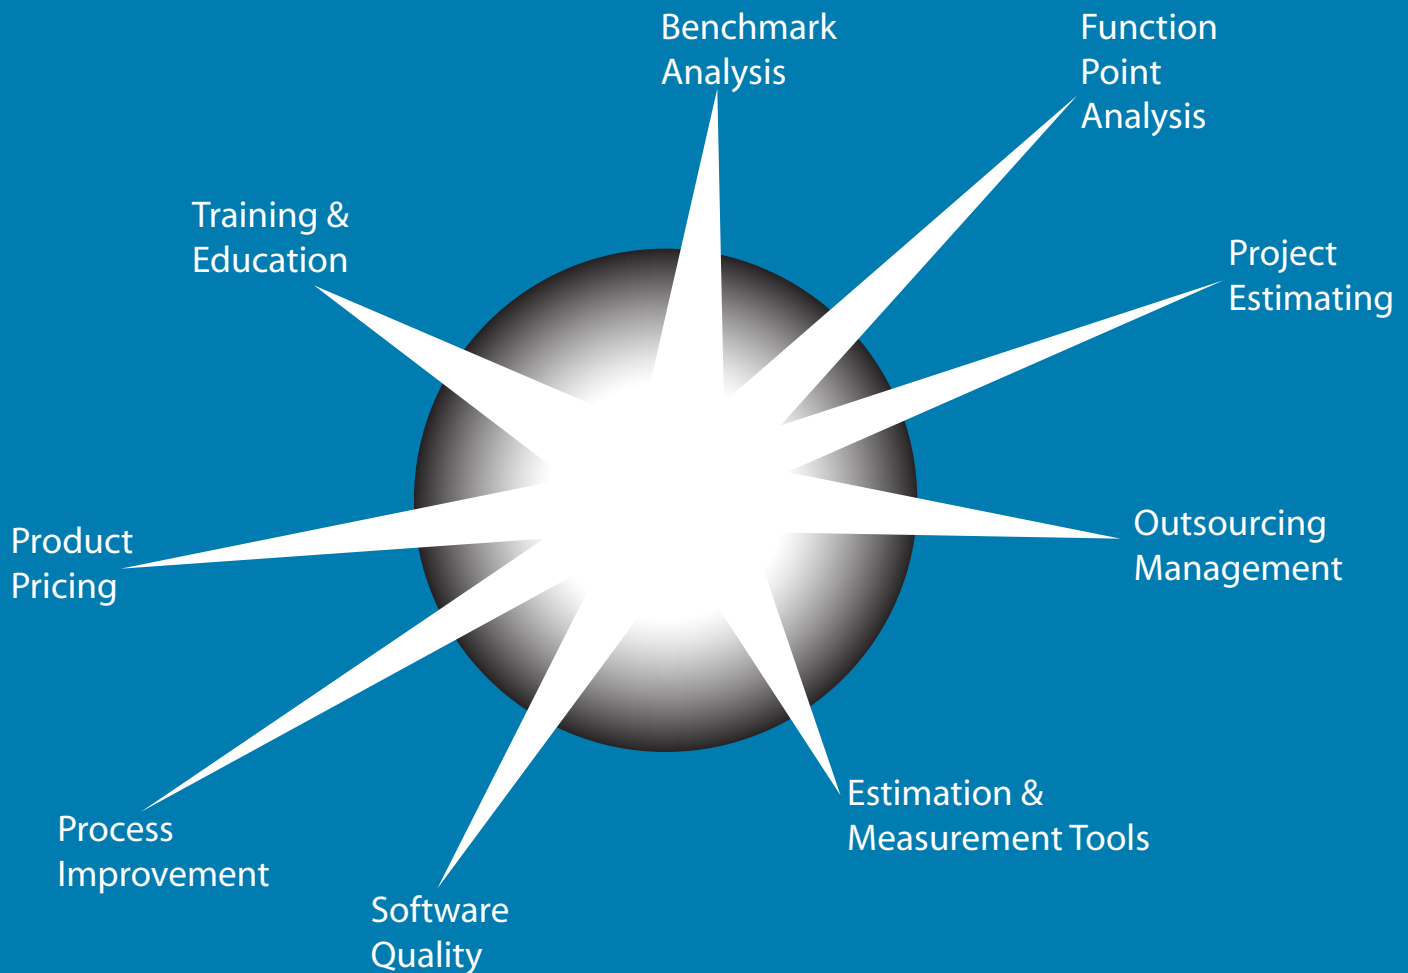 Benchmark
Analysis
Function
Point
Analysis
Training &
Education
Project
Estimating
Product
Pricing
Outsourcing
Management
Process
Improvement
Estimation &
Measurement Tools
Software
Quality